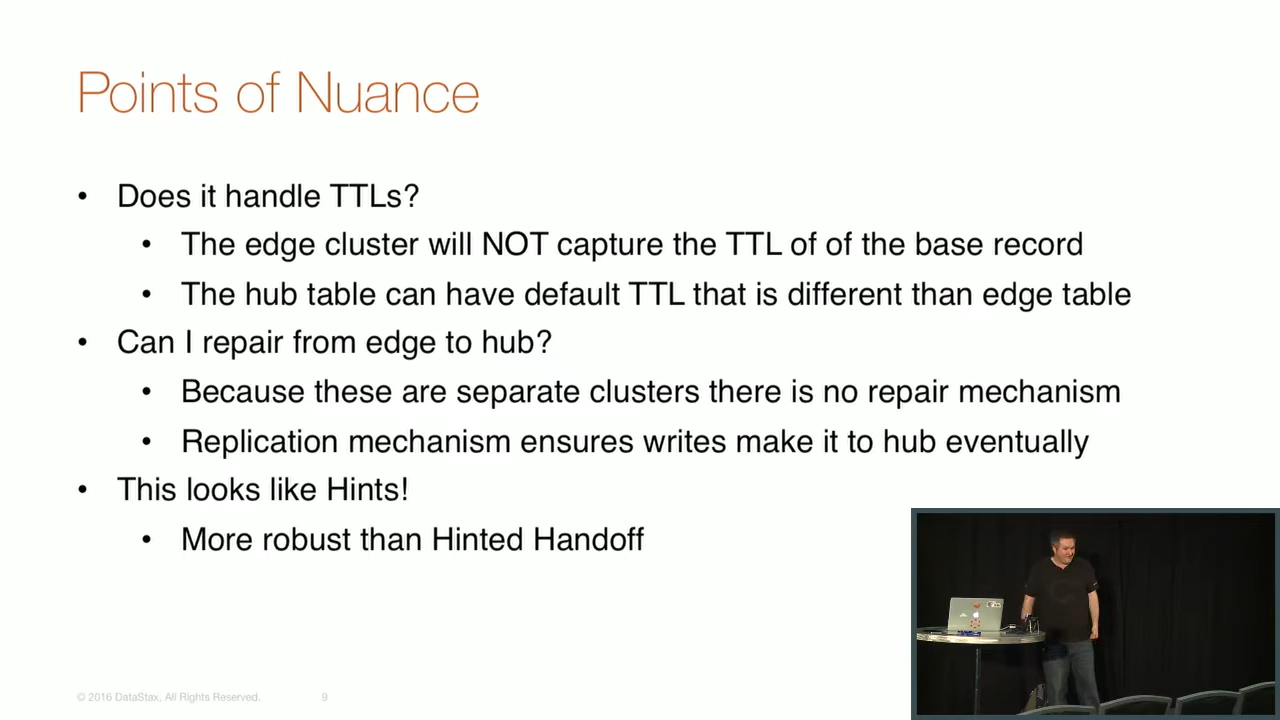 Points of Nuance
• Does it handle TTLs?
• The edge cluster will NOT capture the TTL of of the base record
• The hub table can have default TTL that is different than edge table
• Can I repair from edge to hub?
• Because these are separate clusters there is no repair mechanism
• Replication mechanism ensures writes make it to hub eventually
• This looks like Hints!
• More robust than Hinted Handoff
© 2016 DataStax, All Rights Reserved.
9